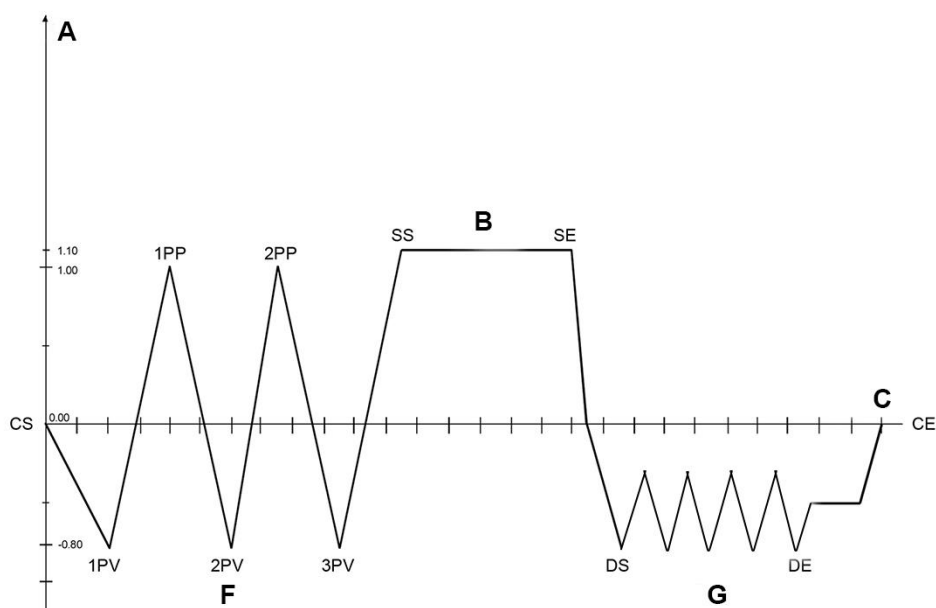 A
B
SS
SE
1PP
2PP
1.10
1.00
C
CS
0.00
CE
-0.80
1PV
2PV
3PV
DS
DE
F
G